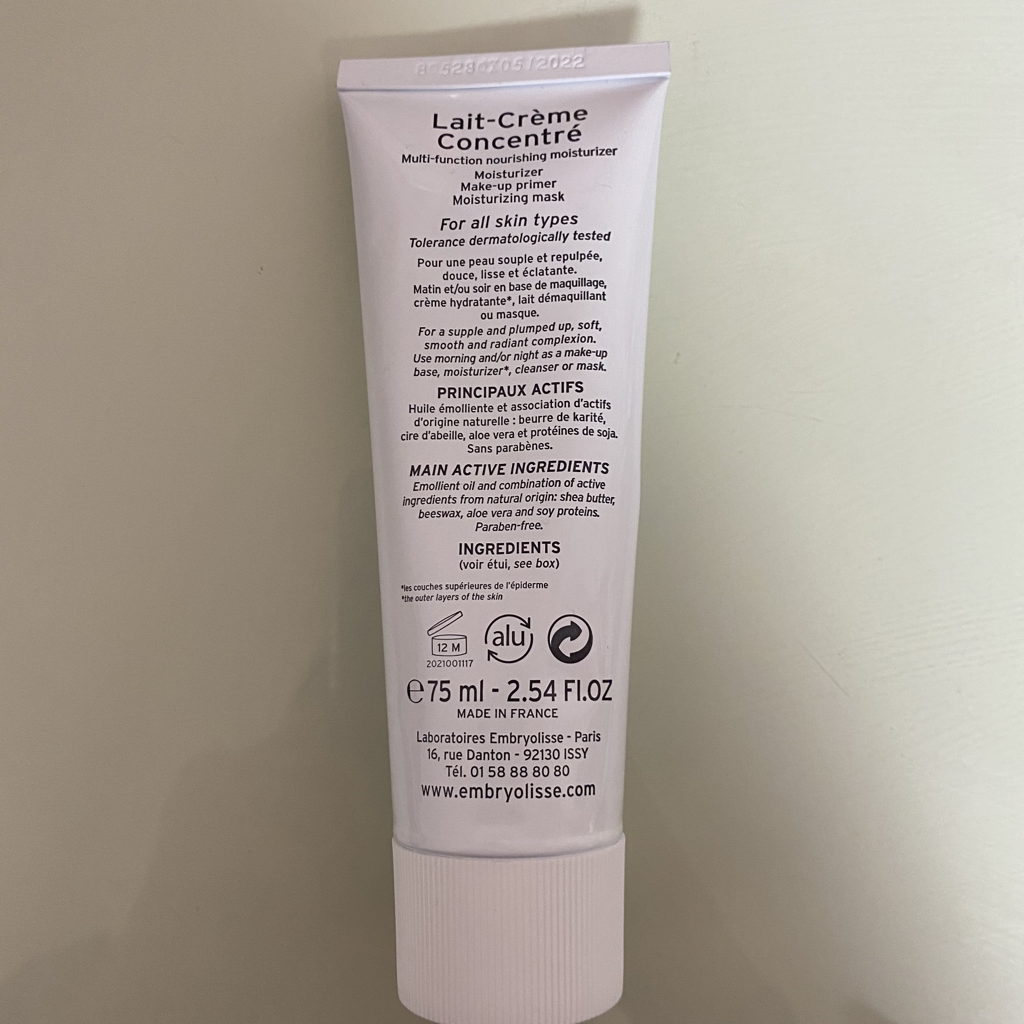 05/2022
Lait-Crème
Concentré
Multi-function nourishing moisturizer
Moisturizer
Make-up primer
Moisturizing mask
For all skin types
Tolerance dermatologically tested
Pour une peau souple et repulpée,
douce, lisse et éclatante.
Matin et/ou soir en base de maquillage,
crème hydratante*, lait démaquillant
ou masque.
For a supple and plumped up, soft,
smooth and radiant complexion.
Use morning and/or night as a make-up
base, moisturizer*, cleanser or mask.
PRINCIPAUX ACTIFS
Huile émolliente et association d'actifs
d'origine naturelle : beurre de karité,
cire d'abeille, aloe vera et protéines de soja.
Sans parabènes.
MAIN ACTIVE INGREDIENTS
Emollient oil and combination of active
ingredients from natural origin: shea butter,
beeswax, aloe vera and soy proteins.
Paraben-free.
INGREDIENTS
(voir étui, see box)
*les couches supérieures de l'épiderme
*the outer layers of the skin
12 M alu
2021001117
e 75 ml - 2.54 Fl.OZ
MADE IN FRANCE
Laboratoires Embryolisse - Paris
16, rue Danton - 92130 ISSY
Tél. 01 58 88 80 80
www.embryolisse.com